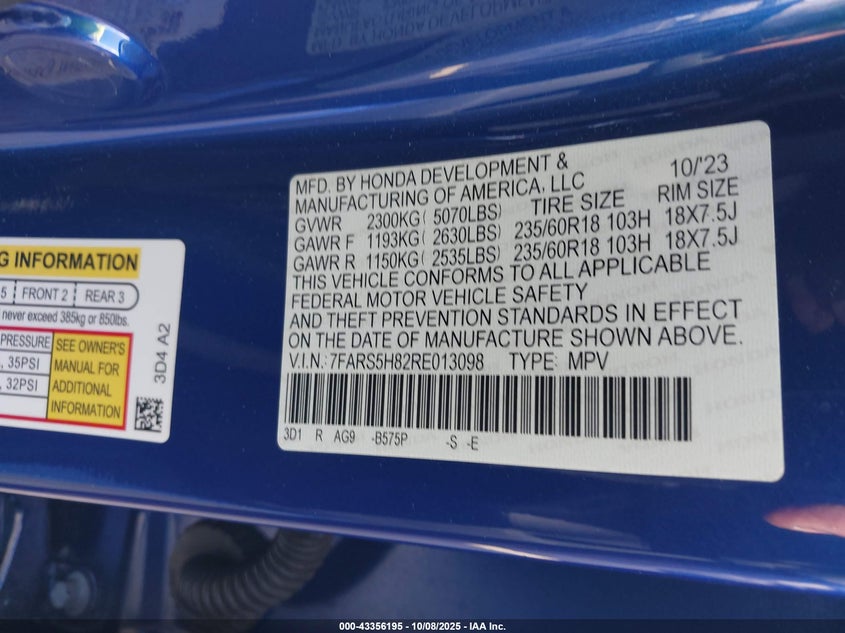 MFD. BY HONDA DEVELOPMENT & 10/'23
MANUFACTURING OF AMERICA, LLC
GVWR 2300KG( 5070LBS) TIRE SIZE RIM SIZE
GAWR F 1193KG( 2630LBS) 235/60R18 103H 18X7.5J
GAWR R 1150KG( 2535LBS) 235/60R18 103H 18X7.5J
THIS VEHICLE CONFORMS TO ALL APPLICABLE
FEDERAL MOTOR VEHICLE SAFETY
AND THEFT PREVENTION STANDARDS IN EFFECT
ON THE DATE OF MANUFACTURE SHOWN ABOVE.
V.I.N.: 7FARS5H82RE013098 TYPE: MPV
3D1 R AG9 -B575P -S -E
G INFORMATION
5 FRONT 2 REAR 3
never exceed 385kg or 850lbs.
PRESSURE
, 35PSI
, 32PSI
SEE OWNER'S
MANUAL FOR
ADDITIONAL
INFORMATION
3D4 A2
000-43356195 - 10/08/2025 - IAA Inc.